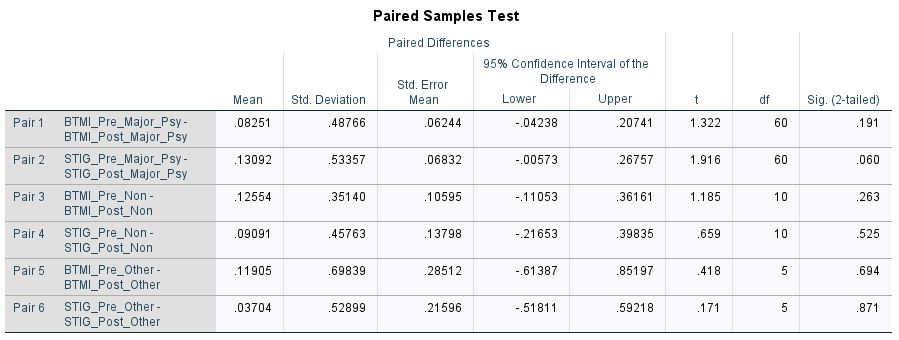 Paired Samples Test
Paired Differences
95% Confidence Interval of the
Difference
Mean Std. Deviation Std. Error
Mean Lower Upper t df Sig. (2-tailed)
Pair 1 BTMI_Pre_Major_Psy -
BTMI_Post_Major_Psy .08251 .48766 .06244 -.04238 .20741 1.322 60 .191
Pair 2 STIG_Pre_Major_Psy -
STIG_Post_Major_Psy .13092 .53357 .06832 -.00573 .26757 1.916 60 .060
Pair 3 BTMI_Pre_Non -
BTMI_Post_Non .12554 .35140 .10595 -.11053 .36161 1.185 10 .263
Pair 4 STIG_Pre_Non -
STIG_Post_Non .09091 .45763 .13798 -.21653 .39835 .659 10 .525
Pair 5 BTMI_Pre_Other -
BTMI_Post_Other .11905 .69839 .28512 -.61387 .85197 .418 5 .694
Pair 6 STIG_Pre_Other -
STIG_Post_Other .03704 .52899 .21596 -.51811 .59218 .171 5 .871